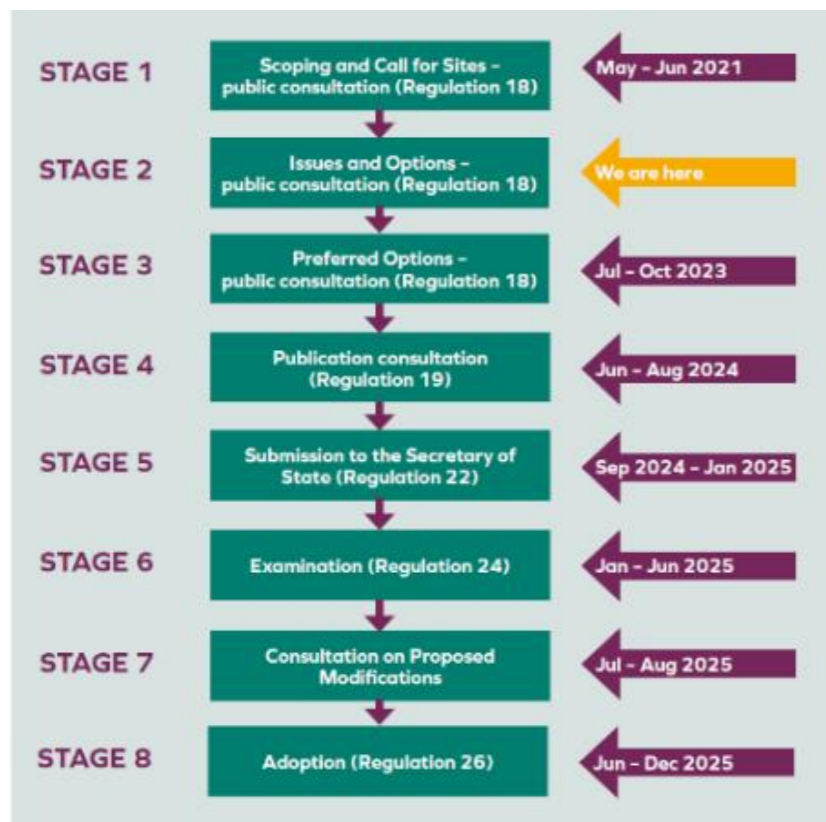 STAGE 1
Scoping and Call for Sites –
public consultation (Regulation 18)
May – Jun 2021
STAGE 2
Issues and Options –
public consultation (Regulation 18)
We are here
STAGE 3
Preferred Options –
public consultation (Regulation 18)
Jul – Oct 2023
STAGE 4
Publication consultation
(Regulation 19)
Jun – Aug 2024
STAGE 5
Submission to the Secretary of
State (Regulation 22)
Sep 2024 – Jan 2025
STAGE 6
Examination (Regulation 24)
Jan – Jun 2025
STAGE 7
Consultation on Proposed
Modifications
Jul – Aug 2025
STAGE 8
Adoption (Regulation 26)
Jun – Dec 2025